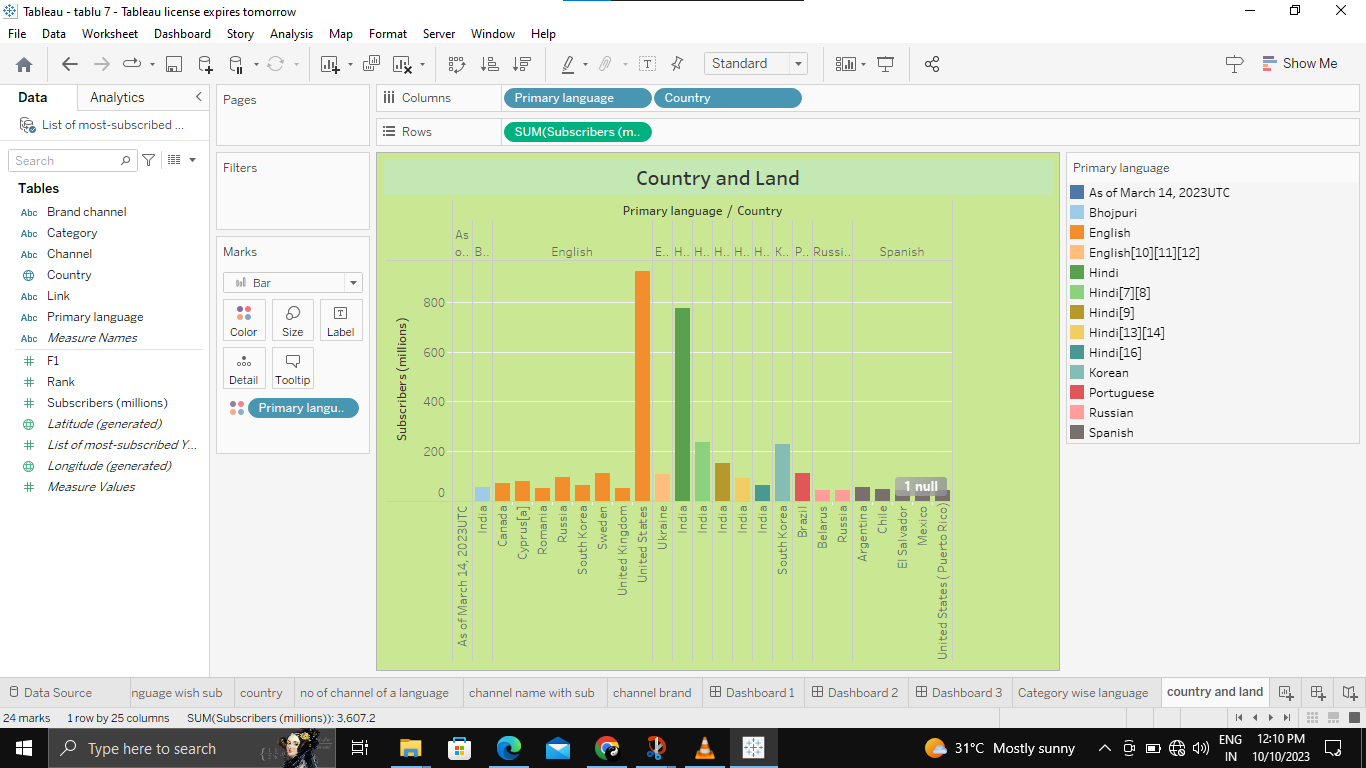 Tableau - tablu 7 - Tableau license expires tomorrow
File Data Worksheet Dashboard Story Analysis Map Format Server Window Help
Standard
Show Me
Data Analytics
List of most-subscribed ...
Search
Tables
Abc Brand channel
Abc Category
Abc Channel
Country
Abc Link
Abc Primary language
Abc Measure Names
F1
Rank
Subscribers (millions)
Latitude (generated)
List of most-subscribed Y...
Longitude (generated)
Measure Values
Pages
Filters
Marks
Bar
Color Size Label
Detail Tooltip
Primary langu..
Columns Primary language Country
Rows SUM(Subscribers (m..
Country and Land
Primary language / Country
As
o.. B.. English E.. H.. H.. H.. H.. H.. K.. P.. Russi.. Spanish
Subscribers (millions)
800
600
400
200
0
1 null
As of March 14, 2023UTC
India
Canada
Cyprus[a]
Romania
Russia
South Korea
Sweden
United Kingdom
United States
Ukraine
India
India
India
India
India
South Korea
Brazil
Belarus
Russia
Argentina
Chile
El Salvador
Mexico
United States ( Puerto Rico)
Primary language
As of March 14, 2023UTC
Bhojpuri
English
English[10][11][12]
Hindi
Hindi[7][8]
Hindi[9]
Hindi[13][14]
Hindi[16]
Korean
Portuguese
Russian
Spanish
Data Source nguage wish sub country no of channel of a language channel name with sub channel brand Dashboard 1 Dashboard 2 Dashboard 3 Category wise language country and land
24 marks 1 row by 25 columns SUM(Subscribers (millions)): 3,607.2
Type here to search
31°C Mostly sunny
ENG
IN
12:10 PM
10/10/2023